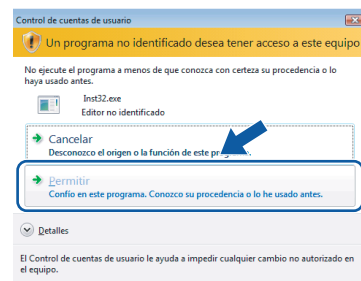 Control de cuentas de usuario
Un programa no identificado desea tener acceso a este equipo
No ejecute el programa a menos de que conozca con certeza su procedencia o lo
haya usado antes.
Inst32.exe
Editor no identificado
Cancelar
Desconozco el origen o la función de este
Permitir
Confío en este programa. Conozco su procedencia o lo he usado antes.
Detalles
El Control de cuentas de usuario le ayuda a impedir cualquier cambio no autorizado en
el equipo.